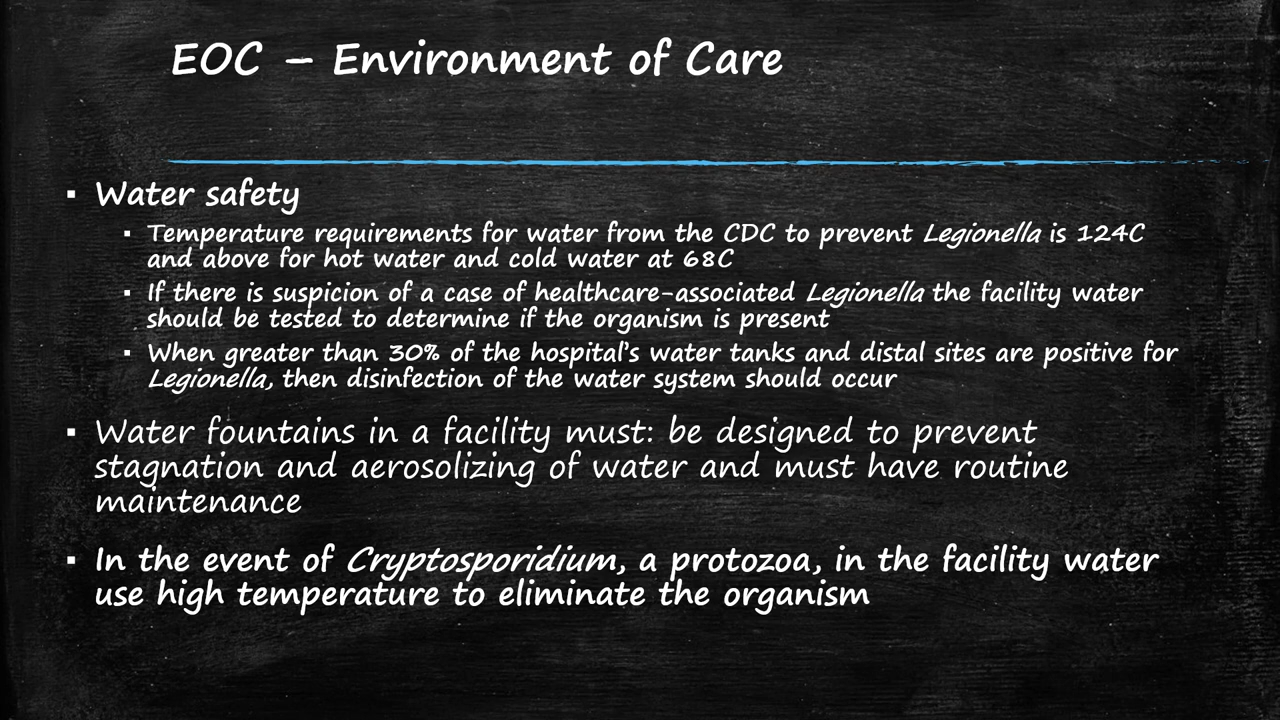 EOC – Environment of Care
▪ Water safety
▪ Temperature requirements for water from the CDC to prevent Legionella is 124C
and above for hot water and cold water at 68C
▪ If there is suspicion of a case of healthcare-associated Legionella the facility water
should be tested to determine if the organism is present
▪ When greater than 30% of the hospital's water tanks and distal sites are positive for
Legionella, then disinfection of the water system should occur
▪ Water fountains in a facility must: be designed to prevent
stagnation and aerosolizing of water and must have routine
maintenance
▪ In the event of Cryptosporidium, a protozoa, in the facility water
use high temperature to eliminate the organism